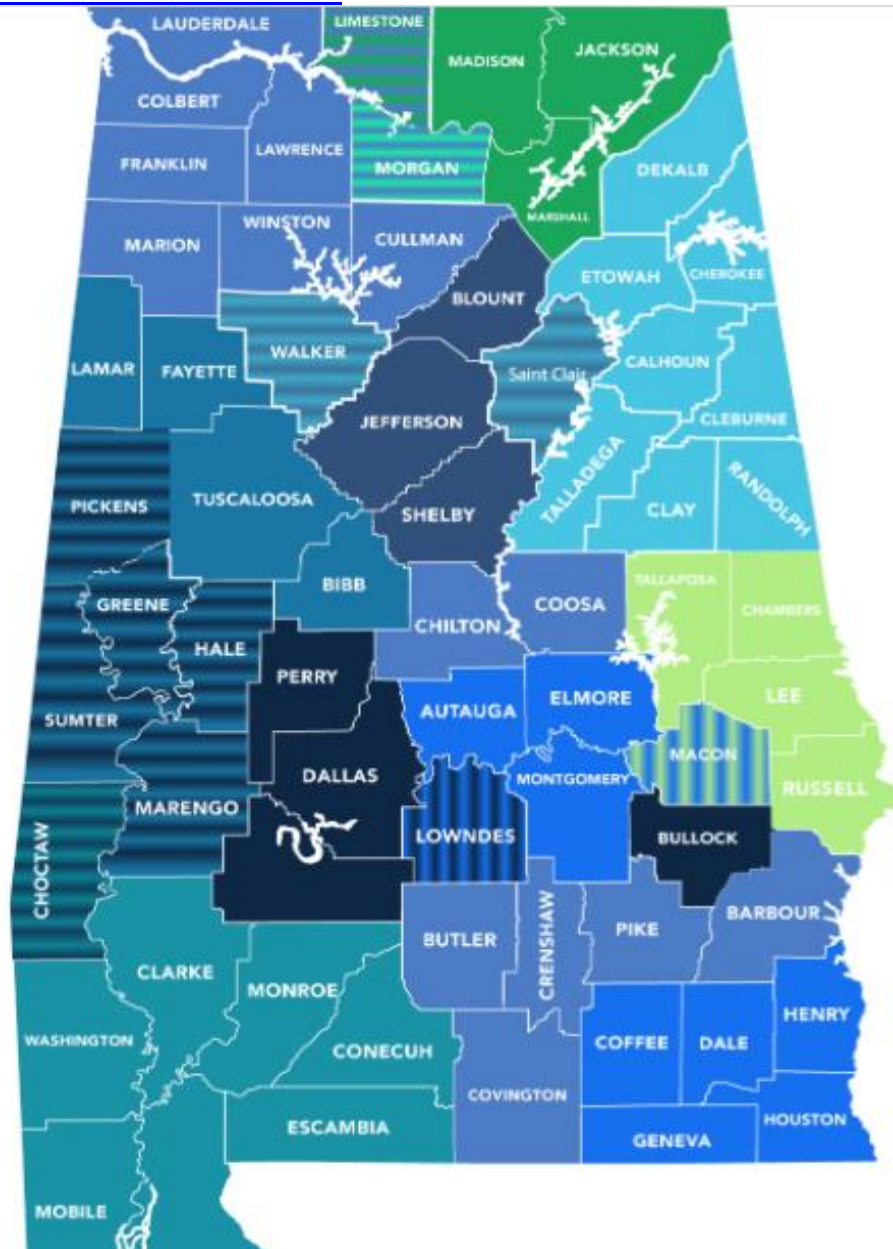 LAUDERDALE
LIMESTONE
MADISON
JACKSON
COLBERT
LAWRENCE
FRANKLIN
MORGAN
DEKALB
MARSHALL
WINSTON
CULLMAN
MARION
ETOWAH
CHEROKEE
BLOUNT
WALKER
LAMAR
FAYETTE
Saint Clair
CALHOUN
JEFFERSON
CLEBURNE
TALLADEGA
RANDOLPH
PICKENS
TUSCALOOSA
SHELBY
CLAY
BIBB
TALLAPOSA
GREENE
COOSA
CHAMBERS
CHILTON
HALE
PERRY
ELMORE
LEE
AUTAUGA
SUMTER
MACON
DALLAS
MONTGOMERY
RUSSELL
MARENGO
LOWNDES
BULLOCK
CHOCTAW
BARBOUR
BUTLER
CRENSHAW
PIKE
CLARKE
MONROE
HENRY
WASHINGTON
CONECUH
COFFEE
DALE
COVINGTON
HOUSTON
ESCAMBIA
GENEVA
MOBILE